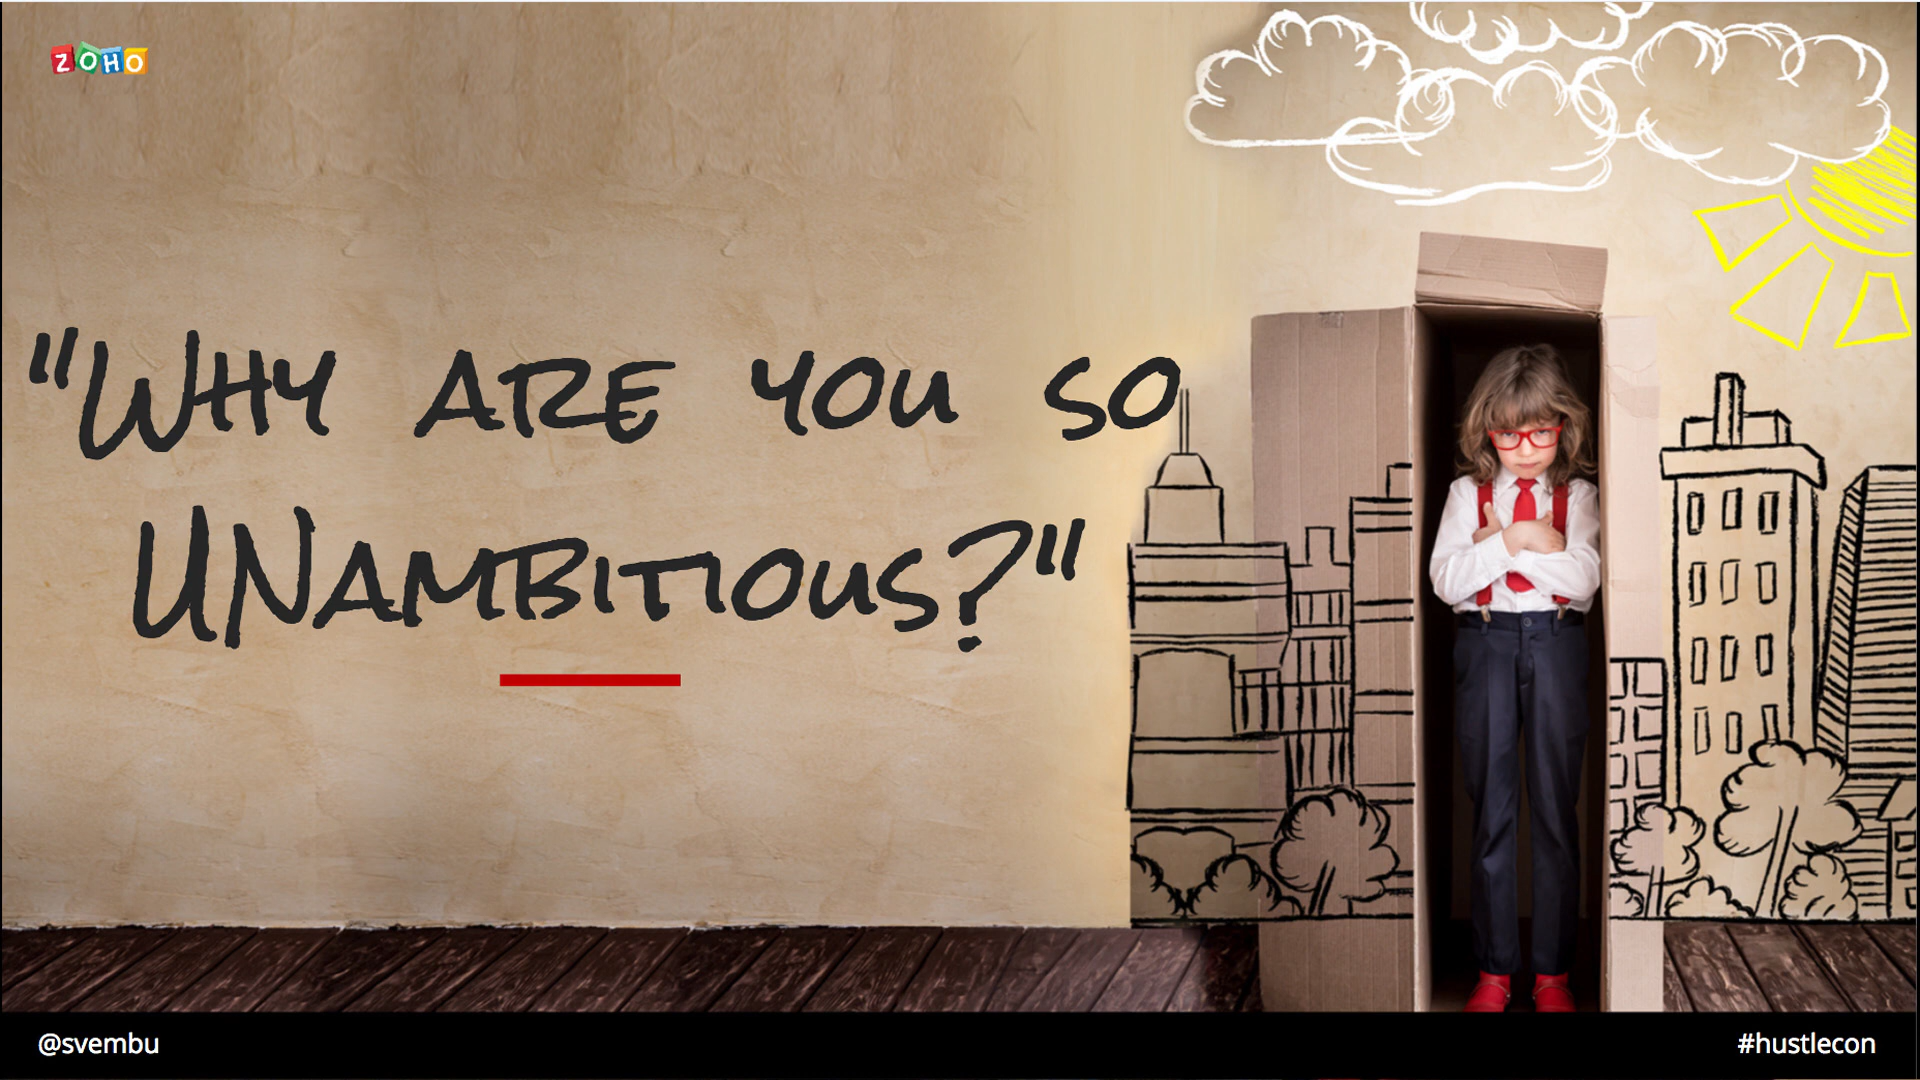 ZOHO
"WHY ARE YOU SO
UNAMBITIOUS?"
@svembu
#hustlecon